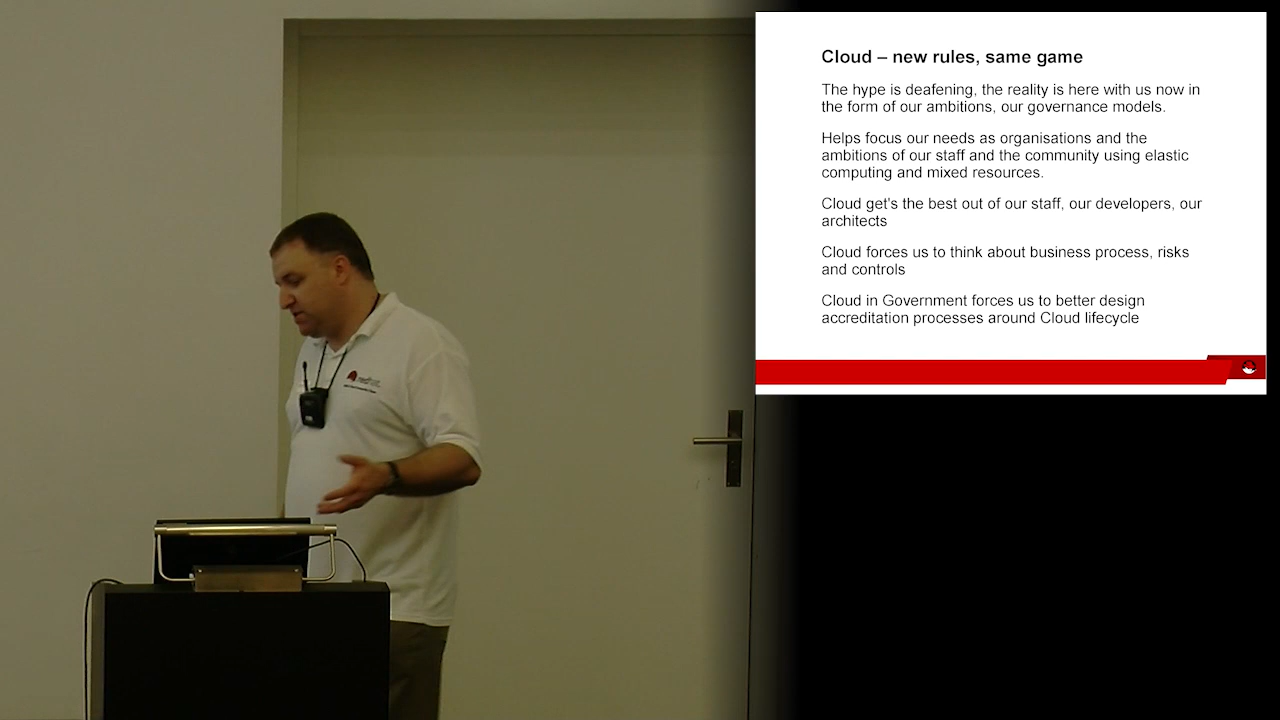 Cloud – new rules, same game
The hype is deafening, the reality is here with us now in
the form of our ambitions, our governance models.
Helps focus our needs as organisations and the
ambitions of our staff and the community using elastic
computing and mixed resources.
Cloud get's the best out of our staff, our developers, our
architects
Cloud forces us to think about business process, risks
and controls
Cloud in Government forces us to better design
accreditation processes around Cloud lifecycle